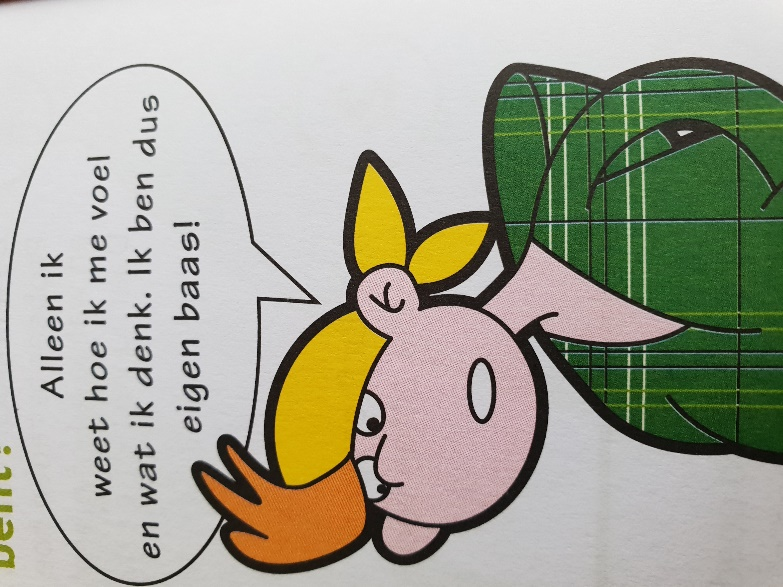 Alleen ik
weet hoe ik me voel
en wat ik denk. Ik ben dus
eigen baas!